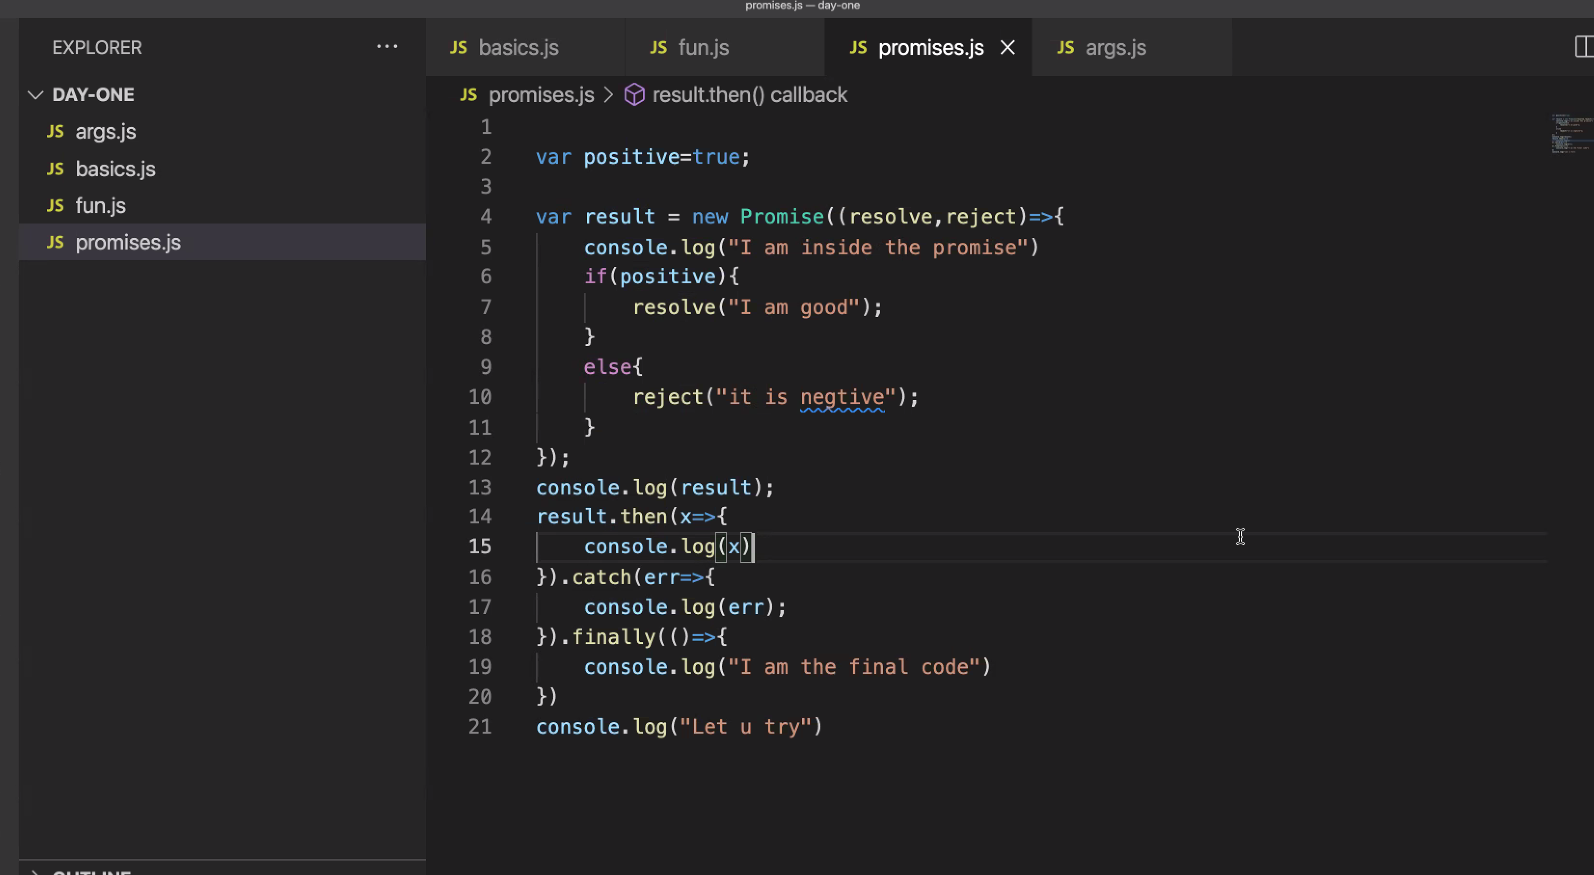 promises.js — day-one
EXPLORER ...
DAY-ONE
JS args.js
JS basics.js
JS fun.js
JS promises.js
JS basics.js JS fun.js JS promises.js JS args.js
JS promises.js > result.then() callback
1
2 var positive=true;
3
4 var result = new Promise((resolve,reject)=>{
5 console.log("I am inside the promise")
6 if(positive){
7 resolve("I am good");
8 }
9 else{
10 reject("it is negtive");
11 }
12 });
13 console.log(result);
14 result.then(x=>{
15 console.log(x)
16 }).catch(err=>{
17 console.log(err);
18 }).finally(()=>{
19 console.log("I am the final code")
20 })
21 console.log("Let u try")
OUTLINE